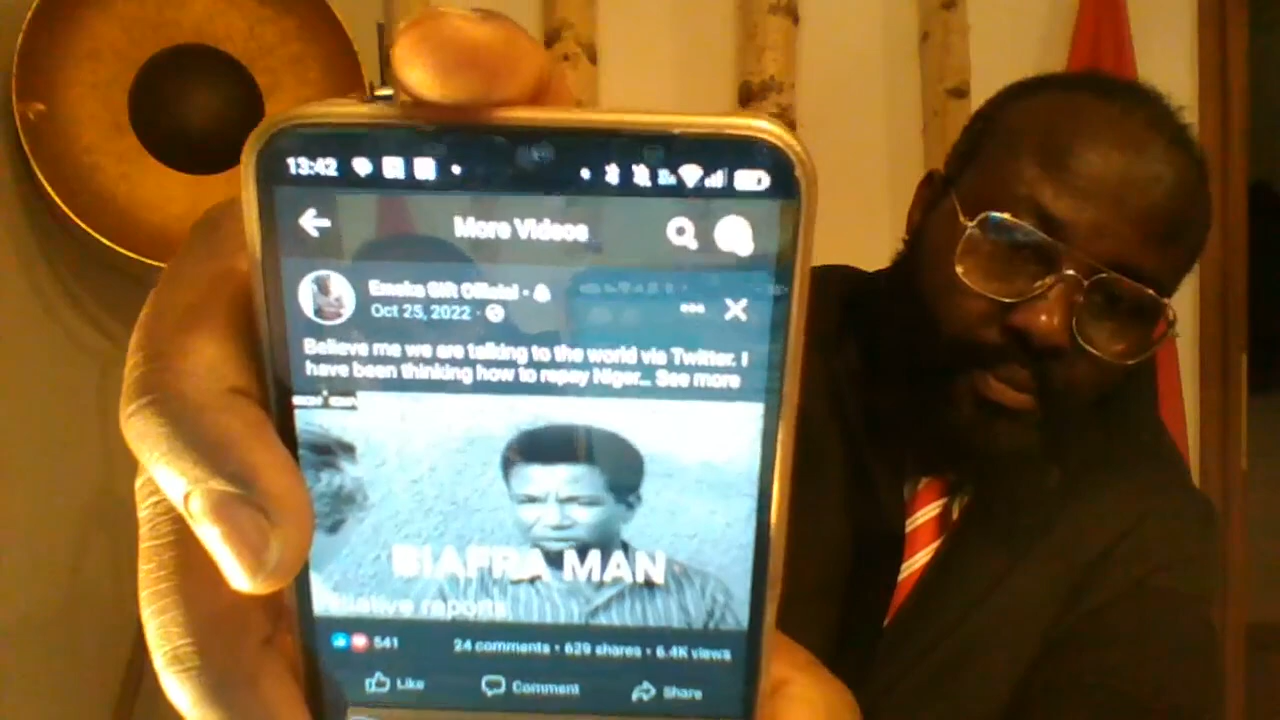 13:42
More Videos
Emeka Gift Official
Oct 25, 2022
Believe me we are talking to the world via Twitter. I
have been thinking how to repay Niger... See more
BIAFRA MAN
reports
541 24 comments • 629 shares • 6.4K views
Like Comment Share